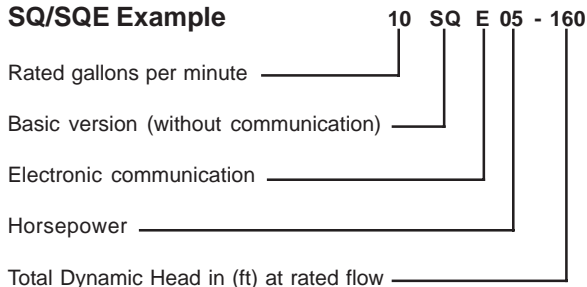 SQ/SQE Example 10 SQ E 05 - 160
Rated gallons per minute
Basic version (without communication)
Electronic communication
Horsepower
Total Dynamic Head in (ft) at rated flow